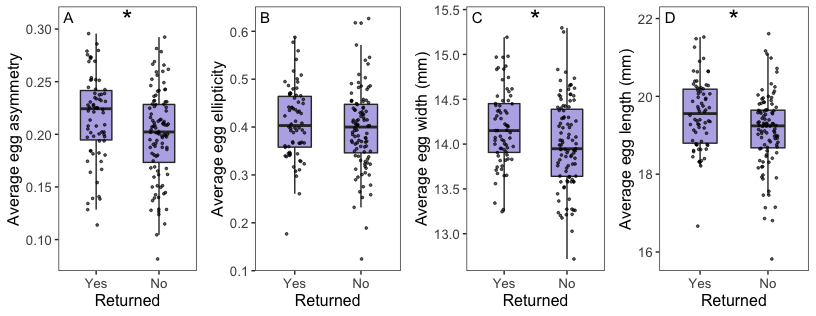 A
*
Average egg asymmetry
0.30
0.25
0.20
0.15
0.10
Yes
No
Returned
B
Average egg ellipticity
0.6
0.5
0.4
0.3
0.2
0.1
Yes
No
Returned
C
*
Average egg width (mm)
15.5
15.0
14.5
14.0
13.5
13.0
Yes
No
Returned
D
*
Average egg length (mm)
22
20
18
16
Yes
No
Returned